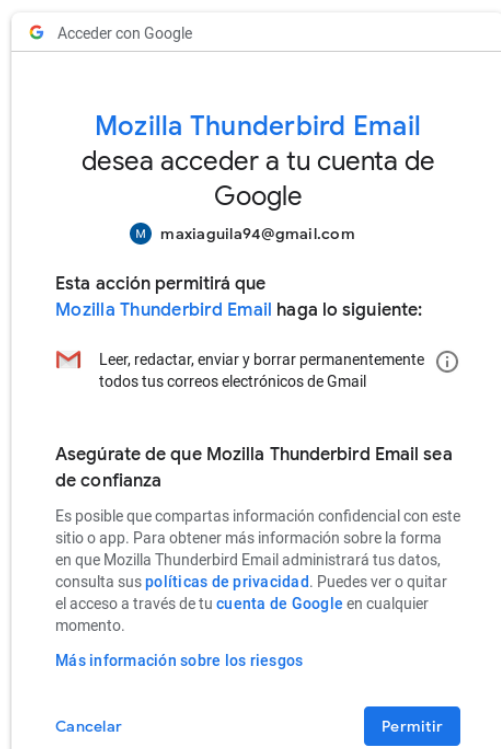 Acceder con Google
Mozilla Thunderbird Email
desea acceder a tu cuenta de
Google
M maxiaguila94@gmail.com
Esta acción permitirá que
Mozilla Thunderbird Email haga lo siguiente:
Leer, redactar, enviar y borrar permanentemente
todos tus correos electrónicos de Gmail
Asegúrate de que Mozilla Thunderbird Email sea
de confianza
Es posible que compartas información confidencial con este
sitio o app. Para obtener más información sobre la forma
en que Mozilla Thunderbird Email administrará tus datos,
consulta sus políticas de privacidad. Puedes ver o quitar
el acceso a través de tu cuenta de Google en cualquier
momento.
Más información sobre los riesgos
Cancelar Permitir